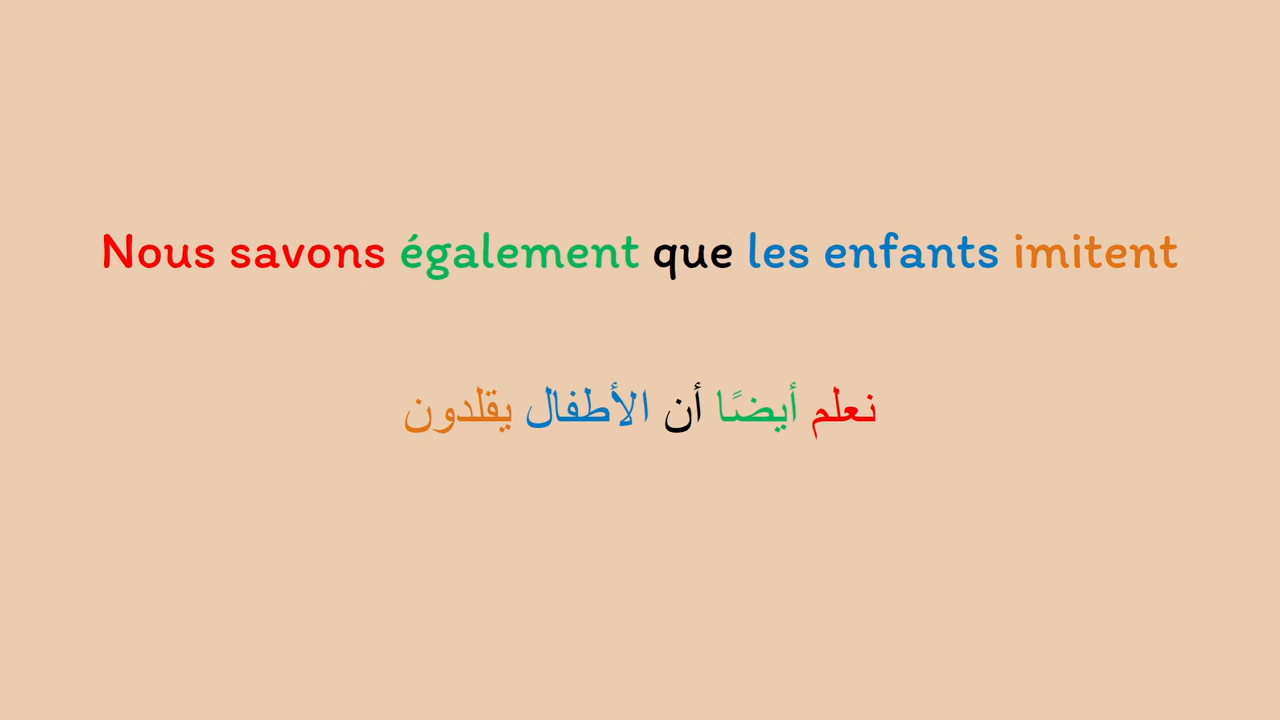 Nous savons également que les enfants imitent
نعلم أيضًا أن الأطفال يقلدون